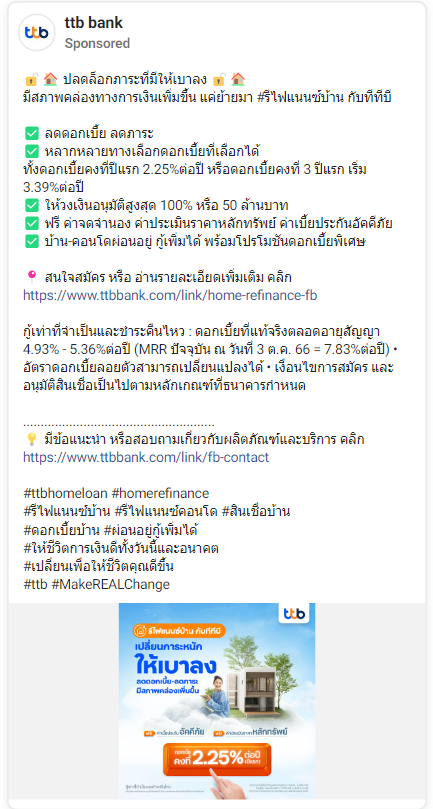 ttb
ttb bank
Sponsored
🔓 🏠 ปลดล็อกภาระที่มีให้เบาลง 🔓 🏠
มีสภาพคล่องทางการเงินเพิ่มขึ้น แค่ย้ายมา #รีไฟแนนซ์บ้าน กับทีทีบี
✅ ลดดอกเบี้ย ลดภาระ
✅ หลากหลายทางเลือกดอกเบี้ยที่เลือกได้
ทั้งดอกเบี้ยคงที่ปีแรก 2.25%ต่อปี หรือดอกเบี้ยคงที่ 3 ปีแรก เริ่ม
3.39%ต่อปี
✅ ให้วงเงินอนุมัติสูงสุด 100% หรือ 50 ล้านบาท
✅ ฟรี ค่าจดจำนอง ค่าประเมินราคาหลักทรัพย์ ค่าเบี้ยประกันอัคคีภัย
✅ บ้าน-คอนโดผ่อนอยู่ กู้เพิ่มได้ พร้อมโปรโมชันดอกเบี้ยพิเศษ
📍 สนใจสมัคร หรือ อ่านรายละเอียดเพิ่มเติม คลิก
https://www.ttbbank.com/link/home-refinance-fb
กู้เท่าที่จำเป็นและชำระคืนไหว : ดอกเบี้ยที่แท้จริงตลอดอายุสัญญา
4.93% - 5.36%ต่อปี (MRR ปัจจุบัน ณ วันที่ 3 ต.ค. 66 = 7.83%ต่อปี) •
อัตราดอกเบี้ยลอยตัวสามารถเปลี่ยนแปลงได้ • เงื่อนไขการสมัคร และ
อนุมัติสินเชื่อเป็นไปตามหลักเกณฑ์ที่ธนาคารกำหนด
......................................................
💡 มีข้อแนะนำ หรือสอบถามเกี่ยวกับผลิตภัณฑ์และบริการ คลิก
https://www.ttbbank.com/link/fb-contact
#ttbhomeloan #homerefinance
#รีไฟแนนซ์บ้าน #รีไฟแนนซ์คอนโด #สินเชื่อบ้าน
#ดอกเบี้ยบ้าน #ผ่อนอยู่กู้เพิ่มได้
#ให้ชีวิตการเงินดีทั้งวันนี้และอนาคต
#เปลี่ยนเพื่อให้ชีวิตคุณดีขึ้น
#ttb #MakeREALChange
ttb
รีไฟแนนซ์บ้าน กับทีทีบี
เปลี่ยนภาระหนัก
ให้เบาลง
ลดดอกเบี้ย-ลดภาระ
มีสภาพคล่องเพิ่มขึ้น
ฟรี ค่าเบี้ยประกัน อัคคีภัย ฟรี ค่าประเมินราคา หลักทรัพย์
ดอกเบี้ย
คงที่ 2.25% ต่อปี